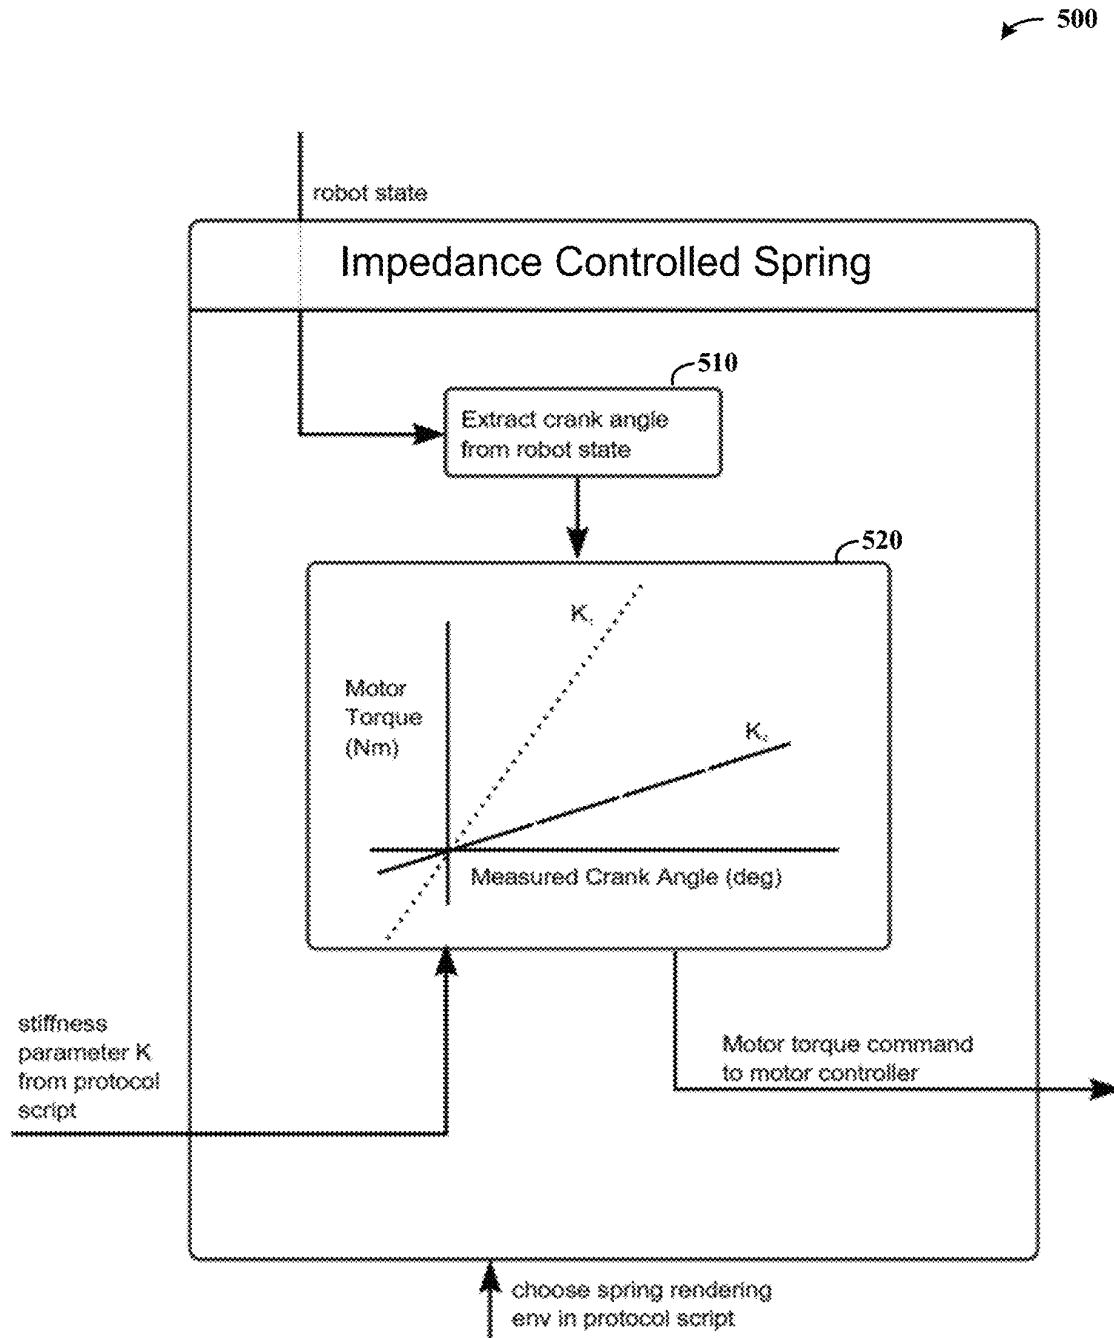 500
robot state
Impedance Controlled Spring
510
Extract crank angle
from robot state
520
K₁
Motor
Torque
(Nm)
K₂
Measured Crank Angle (deg)
stiffness
parameter K
from protocol
script
Motor torque command
to motor controller
choose spring rendering
env in protocol script